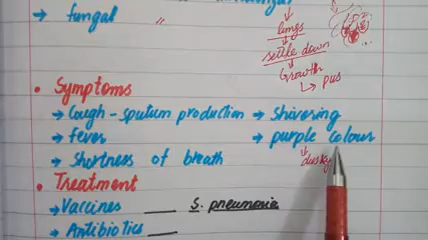 → fungal "
↓
lungs
↓
settle down
↓
Growth
↳ pus
• Symptoms
→ Cough - sputum production → Shivering
→ fever → purple colour
↓
dusky
→ Shortness of breath
• Treatment
→ Vaccines ___ S. pneumonia
→ Antibiotics ___